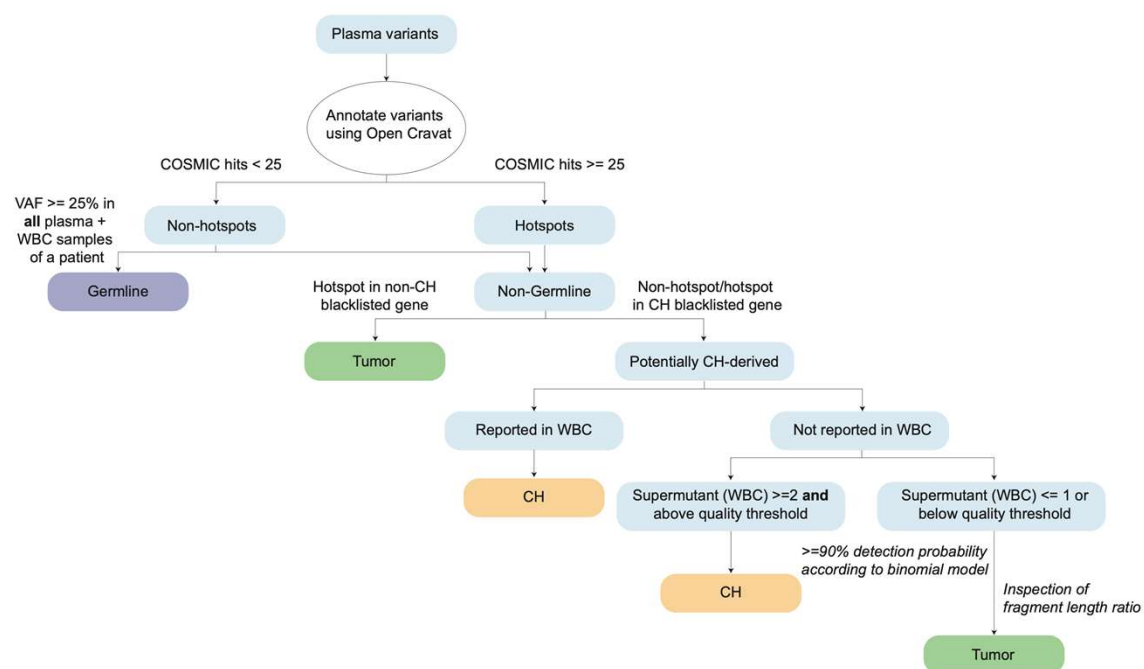 Plasma variants
Annotate variants
using Open Cravat
COSMIC hits < 25
COSMIC hits >= 25
VAF >= 25% in
all plasma +
WBC samples
of a patient
Non-hotspots
Hotspots
Germline
Hotspot in non-CH
blacklisted gene
Non-Germline
Non-hotspot/hotspot
in CH blacklisted gene
Tumor
Potentially CH-derived
Reported in WBC
Not reported in WBC
CH
Supermutant (WBC) >=2 and
above quality threshold
Supermutant (WBC) <= 1 or
below quality threshold
>=90% detection probability
according to binomial model
CH
Inspection of
fragment length ratio
Tumor